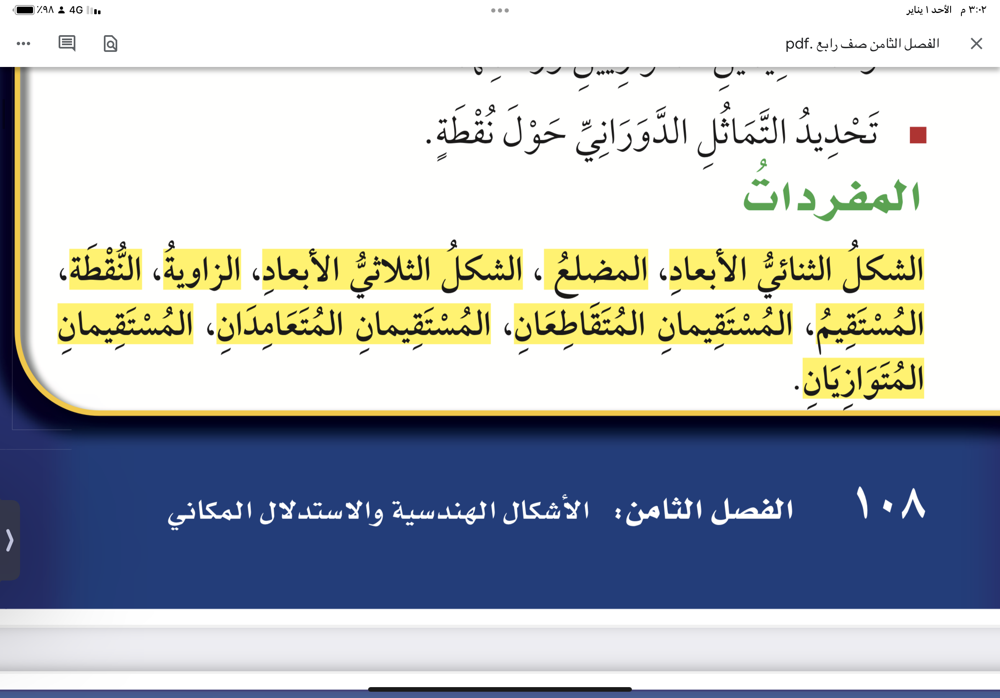 ٣:٠٢ م الأحد ١ يناير
4G ٪٩٨
الفصل الثامن صف رابع .pdf
تَحْدِيدُ التَّمَاثُلِ الدَّوَرَانِيِّ حَوْلَ نُقْطَةٍ.
المفرداتُ
الشكلُ الثنائيُّ الأبعادِ، المضلعُ ، الشكلُ الثلاثيُّ الأبعادِ، الزاويةُ، النُّقْطَة،
المُسْتَقِيمُ، المُسْتَقِيمانِ المُتَقَاطِعَانِ، المُسْتَقِيمانِ المُتَعَامِدَانِ، المُسْتَقِيمانِ
المُتَوَازِيَانِ.
١٠٨ الفصل الثامن: الأشكال الهندسية والاستدلال المكاني